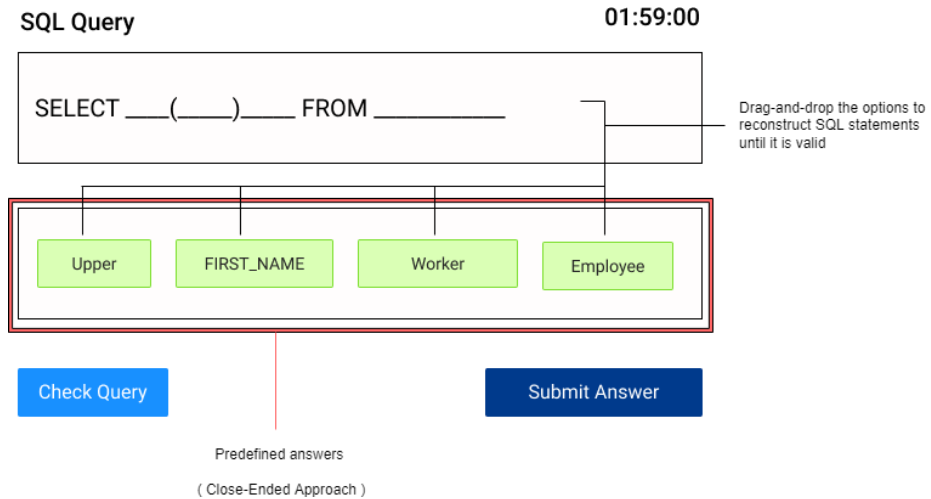 SQL Query
01:59:00
SELECT ____(_____)_____ FROM ____________
Drag-and-drop the options to
reconstruct SQL statements
until it is valid
Upper
FIRST_NAME
Worker
Employee
Check Query
Submit Answer
Predefined answers
( Close-Ended Approach )